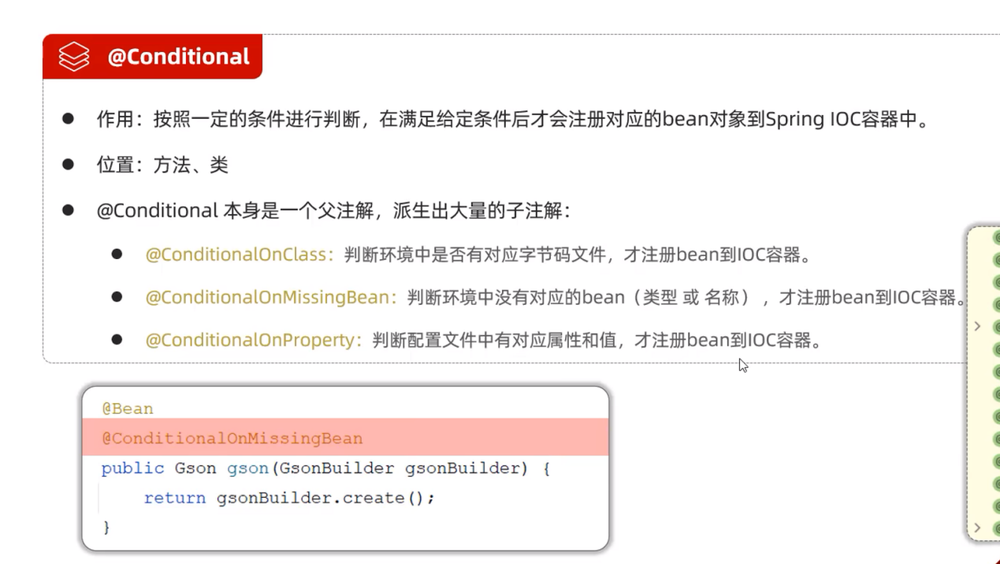 @Conditional
作用：按照一定的条件进行判断，在满足给定条件后才会注册对应的bean对象到Spring IOC容器中。
位置：方法、类
@Conditional 本身是一个父注解，派生出大量的子注解：
@ConditionalOnClass：判断环境中是否有对应字节码文件，才注册bean到IOC容器。
@ConditionalOnMissingBean：判断环境中没有对应的bean（类型 或 名称） ，才注册bean到IOC容器。
@ConditionalOnProperty：判断配置文件中有对应属性和值，才注册bean到IOC容器。
@Bean
@ConditionalOnMissingBean
public Gson gson(GsonBuilder gsonBuilder) {
    return gsonBuilder.create();
}